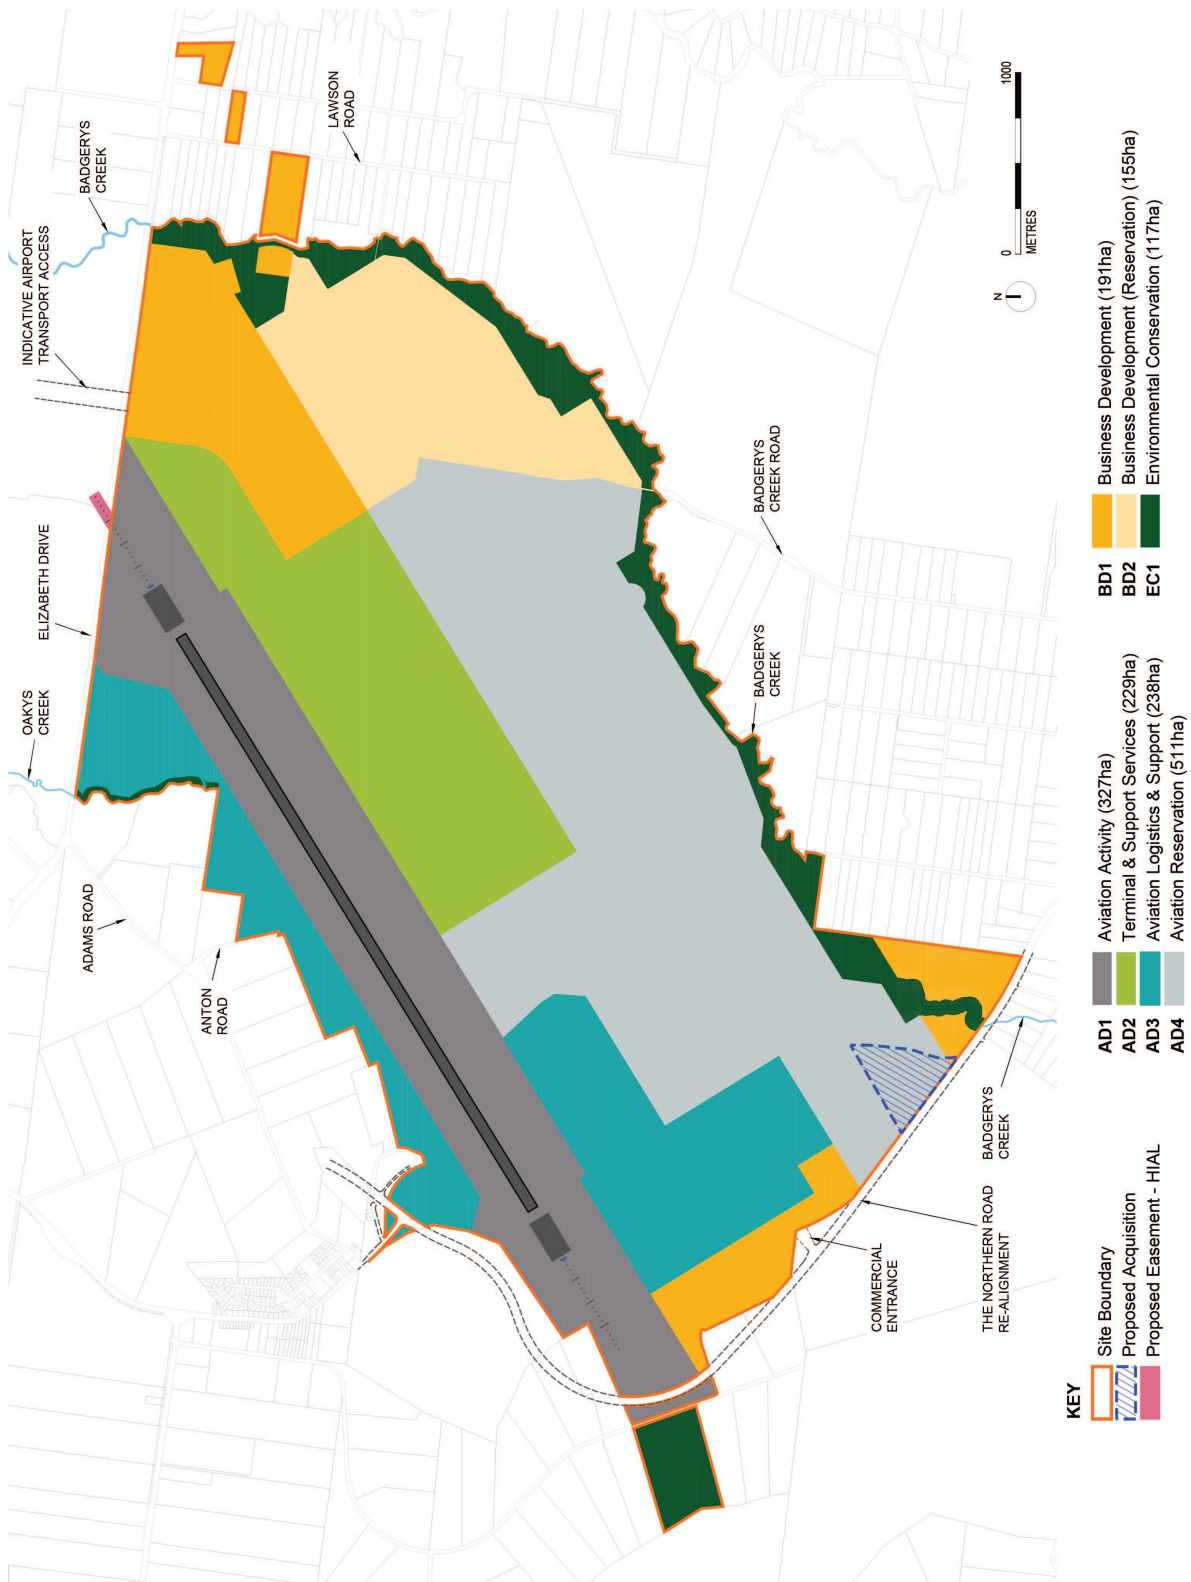 OAKYS
CREEK
ELIZABETH DRIVE
INDICATIVE AIRPORT
TRANSPORT ACCESS
BADGERYS
CREEK
ADAMS ROAD
ANTON
ROAD
LAWSON
ROAD
COMMERCIAL
ENTRANCE
THE NORTHERN ROAD
RE-ALIGNMENT
BADGERYS
CREEK
BADGERYS
CREEK
BADGERYS
CREEK ROAD
N
0
1000
METRES
KEY
Site Boundary
Proposed Acquisition
Proposed Easement - HIAL
AD1 Aviation Activity (327ha)
AD2 Terminal & Support Services (229ha)
AD3 Aviation Logistics & Support (238ha)
AD4 Aviation Reservation (511ha)
BD1 Business Development (191ha)
BD2 Business Development (Reservation) (155ha)
EC1 Environmental Conservation (117ha)